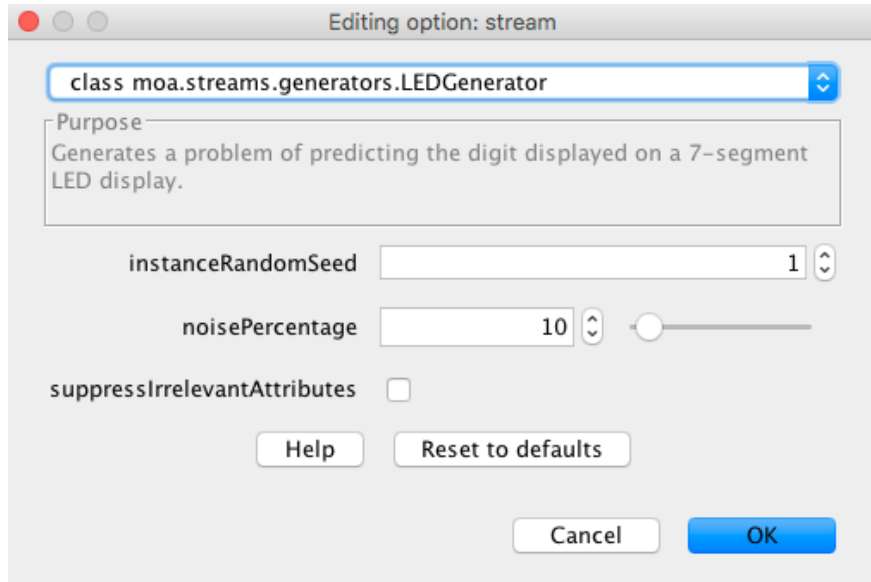 Editing option: stream
class moa.streams.generators.LEDGenerator
Purpose
Generates a problem of predicting the digit displayed on a 7-segment
LED display.
instanceRandomSeed 1
noisePercentage 10
suppressIrrelevantAttributes
Help Reset to defaults
Cancel OK